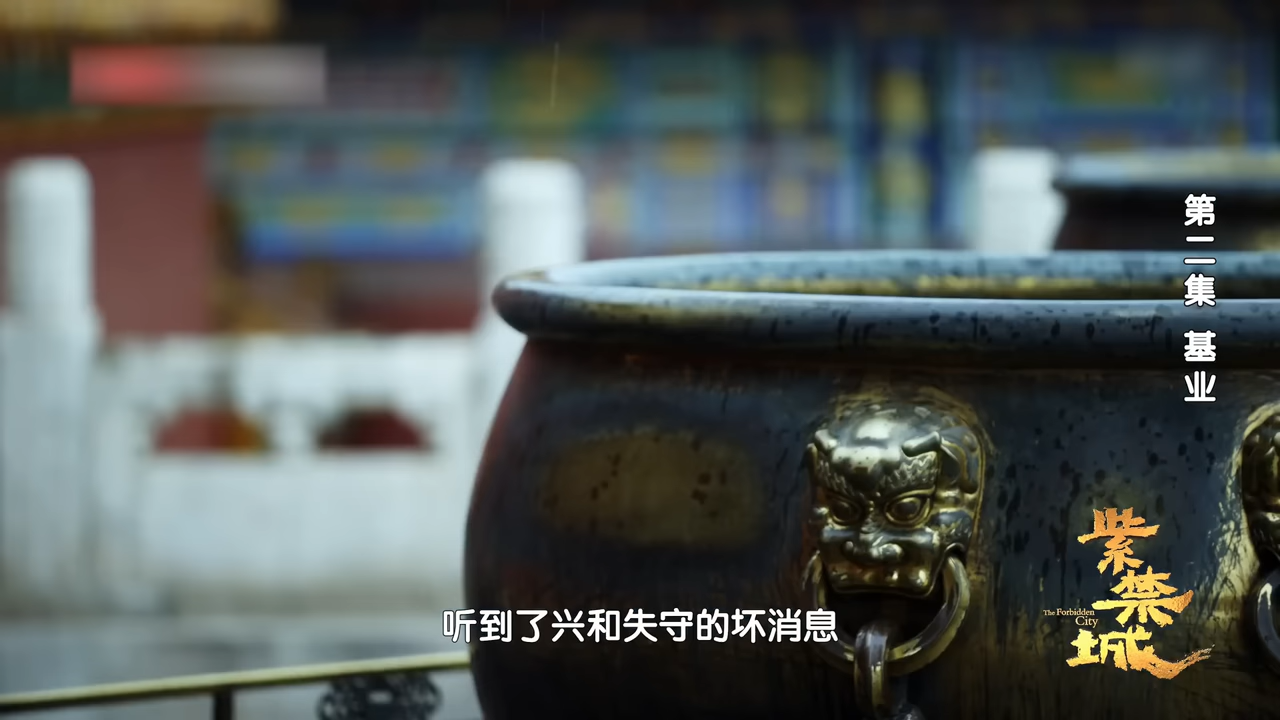 第二集 基业
紫禁城
The Forbidden
City
听到了兴和失守的坏消息